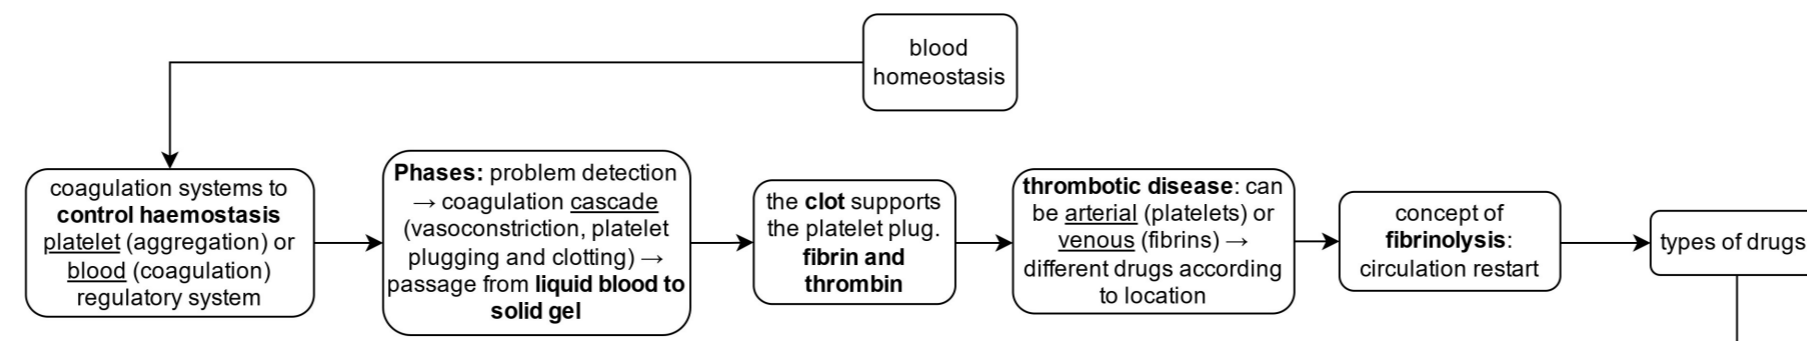 blood
homeostasis
coagulation systems to
control haemostasis
platelet (aggregation) or
blood (coagulation)
regulatory system
Phases: problem detection
→ coagulation cascade
(vasoconstriction, platelet
plugging and clotting) →
passage from liquid blood to
solid gel
the clot supports
the platelet plug.
fibrin and
thrombin
thrombotic disease: can
be arterial (platelets) or
venous (fibrins) →
different drugs according
to location
concept of
fibrinolysis:
circulation restart
types of drugs